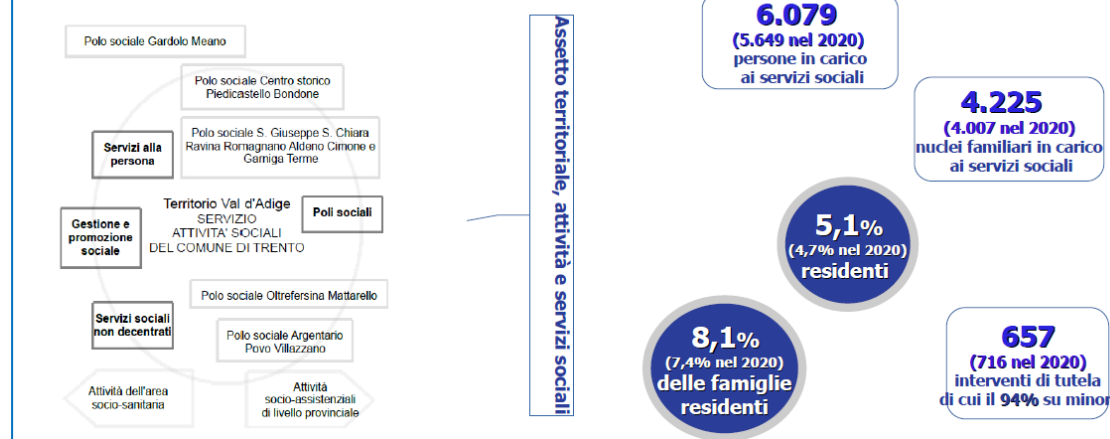 Polo sociale Gardolo Meano
Polo sociale Centro storico
Piedicastello Bondone
Servizi alla
persona
Polo sociale S. Giuseppe S. Chiara
Ravina Romagnano Aldeno Cimone e
Garniga Terme
Gestione e
promozione
sociale
Territorio Val d'Adige
SERVIZIO
ATTIVITA' SOCIALI
DEL COMUNE DI TRENTO
Poli sociali
Servizi sociali
non decentrati
Polo sociale Oltrefersina Mattarello
Polo sociale Argentario
Povo Villazzano
Attività dell'area
socio-sanitaria
Attività
socio-assistenziali
di livello provinciale
Assetto territoriale, attività e servizi sociali
6.079
(5.649 nel 2020)
persone in carico
ai servizi sociali
4.225
(4.007 nel 2020)
nuclei familiari in carico
ai servizi sociali
5,1%
(4,7% nel 2020)
residenti
8,1%
(7,4% nel 2020)
delle famiglie
residenti
657
(716 nel 2020)
interventi di tutela
di cui il 94% su minor